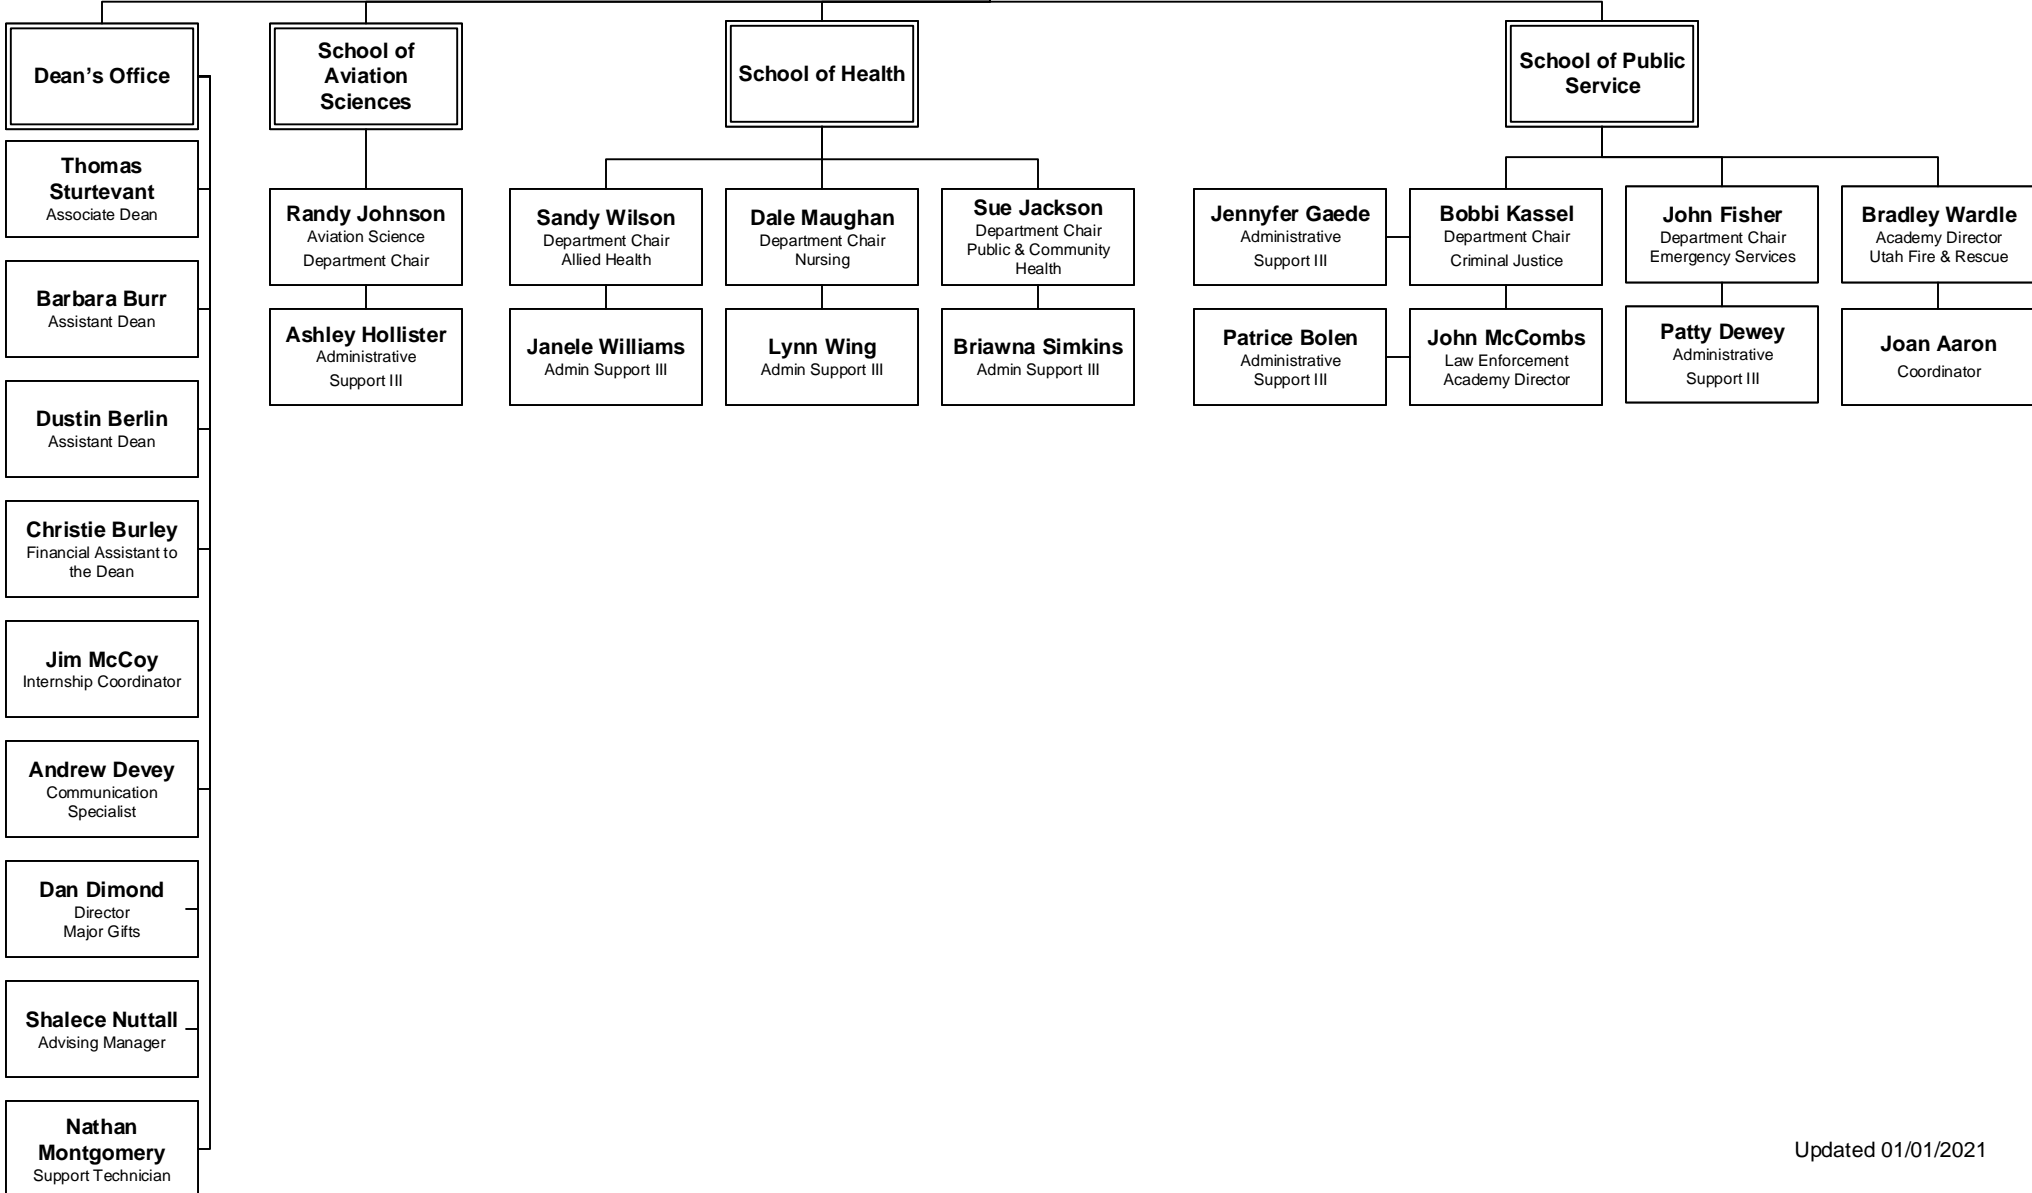 Dean’s Office
School of
Aviation
Sciences
School of Health
School of Public
Service
Thomas
Sturtevant
Associate Dean
Barbara Burr
Assistant Dean
Dustin Berlin
Assistant Dean
Christie Burley
Financial Assistant to
the Dean
Jim McCoy
Internship Coordinator
Andrew Devey
Communication
Specialist
Dan Dimond
Director
Major Gifts
Shalece Nuttall
Advising Manager
Nathan
Montgomery
Support Technician
Randy Johnson
Aviation Science
Department Chair
Ashley Hollister
Administrative
Support III
Sandy Wilson
Department Chair
Allied Health
Janele Williams
Admin Support III
Dale Maughan
Department Chair
Nursing
Lynn Wing
Admin Support III
Sue Jackson
Department Chair
Public & Community
Health
Briawna Simkins
Admin Support III
Jennyfer Gaede
Administrative
Support III
Patrice Bolen
Administrative
Support III
Bobbi Kassel
Department Chair
Criminal Justice
John McCombs
Law Enforcement
Academy Director
John Fisher
Department Chair
Emergency Services
Patty Dewey
Administrative
Support III
Bradley Wardle
Academy Director
Utah Fire & Rescue
Joan Aaron
Coordinator
Updated 01/01/2021